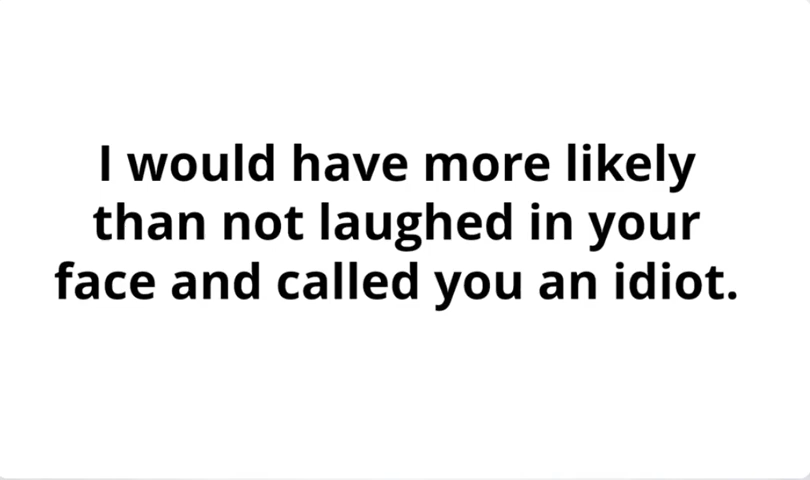 I would have more likely
than not laughed in your
face and called you an idiot.